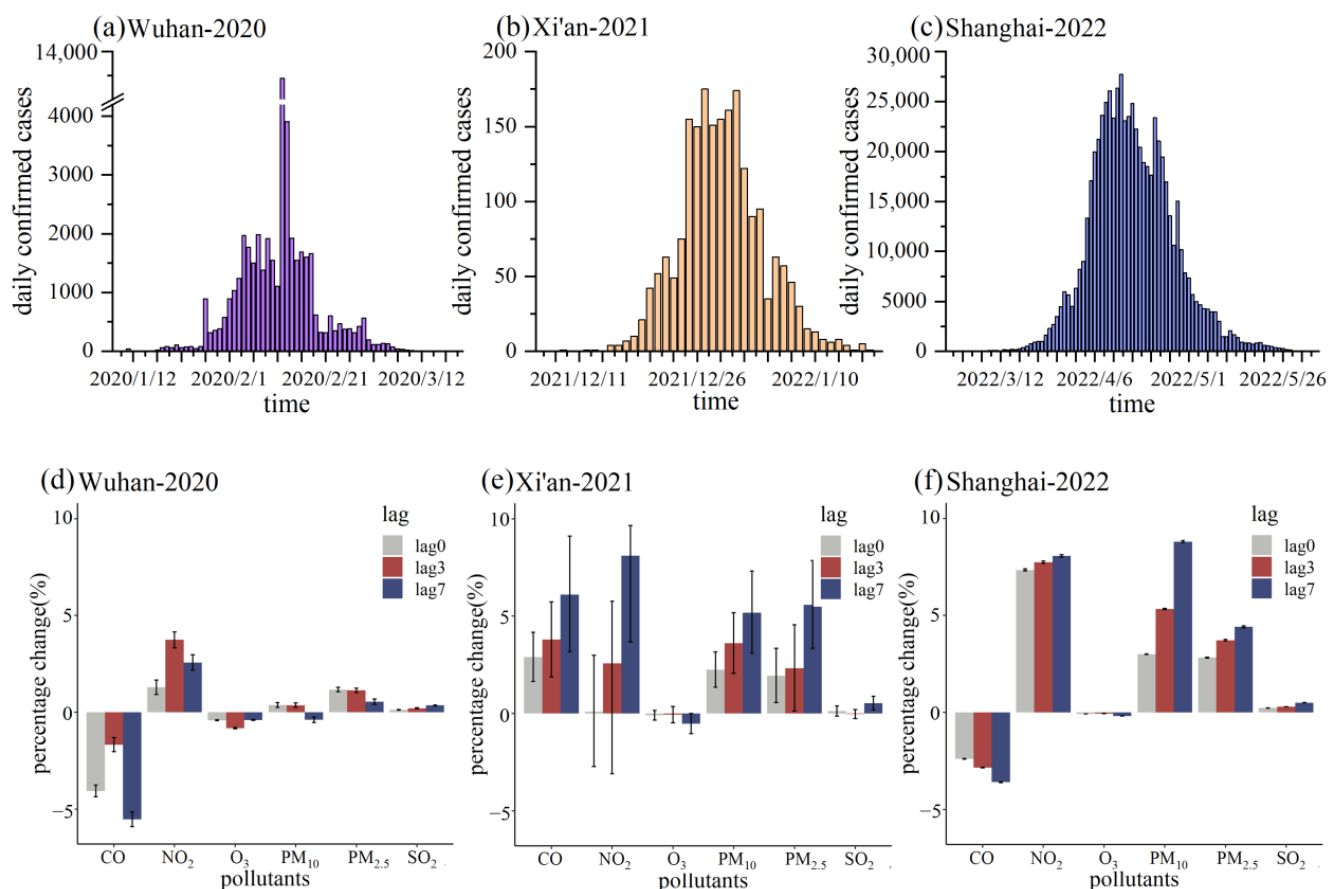 (a) Wuhan-2020
14,000
4000
3000
2000
1000
0
daily confirmed cases
2020/1/12 2020/2/1 2020/2/21 2020/3/12
time
(b) Xi'an-2021
200
150
100
50
0
daily confirmed cases
2021/12/11 2021/12/26 2022/1/10
time
(c) Shanghai-2022
30,000
25,000
20,000
15,000
10,000
5000
0
daily confirmed cases
2022/3/12 2022/4/6 2022/5/1 2022/5/26
time
(d) Wuhan-2020
10
5
0
−5
percentage change(%)
lag
lag0
lag3
lag7
CO NO₂ O₃ PM₁₀ PM₂.₅ SO₂
pollutants
(e) Xi'an-2021
10
5
0
−5
percentage change(%)
lag
lag0
lag3
lag7
CO NO₂ O₃ PM₁₀ PM₂.₅ SO₂
pollutants
(f) Shanghai-2022
10
5
0
−5
percentage change(%)
lag
lag0
lag3
lag7
CO NO₂ O₃ PM₁₀ PM₂.₅ SO₂
pollutants